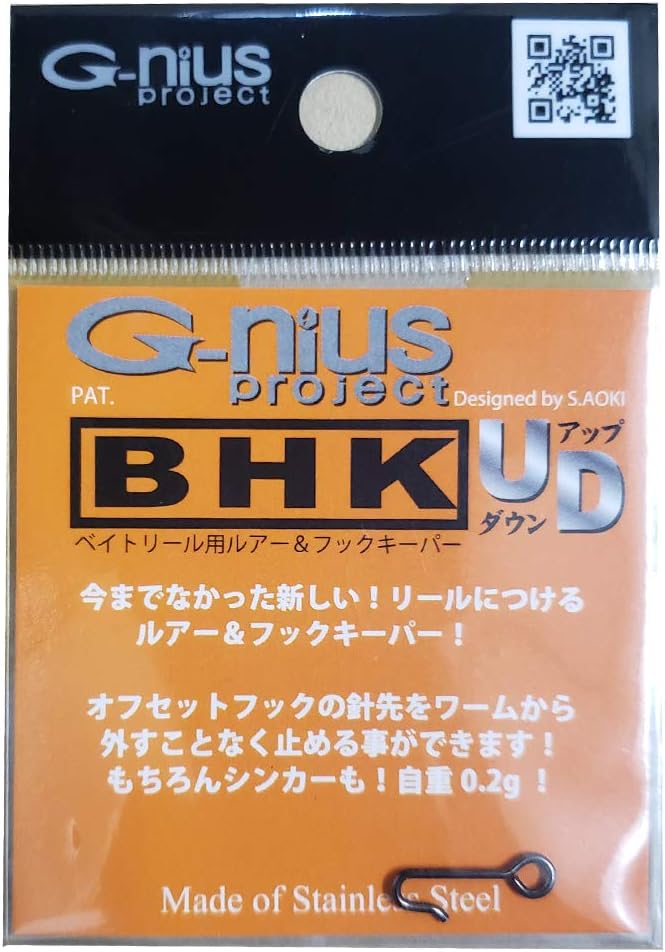 G-nius
project
G-nius
project
PAT.
Designed by S.AOKI
BHK
UD
アップ
ダウン
ベイトリール用ルアー&フックキーパー
今までなかった新しい!リールにつける
ルアー&フックキーパー!
オフセットフックの針先をワームから
外すことなく止める事ができます!
もちろんシンカーも!自重 0.2g !
Made of Stainless Steel